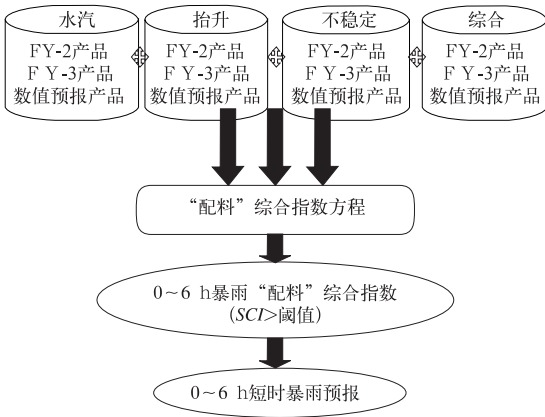 水汽
FY-2产品
FY-3产品
数值预报产品
抬升
FY-2产品
FY-3产品
数值预报产品
不稳定
FY-2产品
FY-3产品
数值预报产品
综合
FY-2产品
FY-3产品
数值预报产品
“配料”综合指数方程
0~6 h暴雨“配料”综合指数
(SCI>阈值)
0~6 h短时暴雨预报